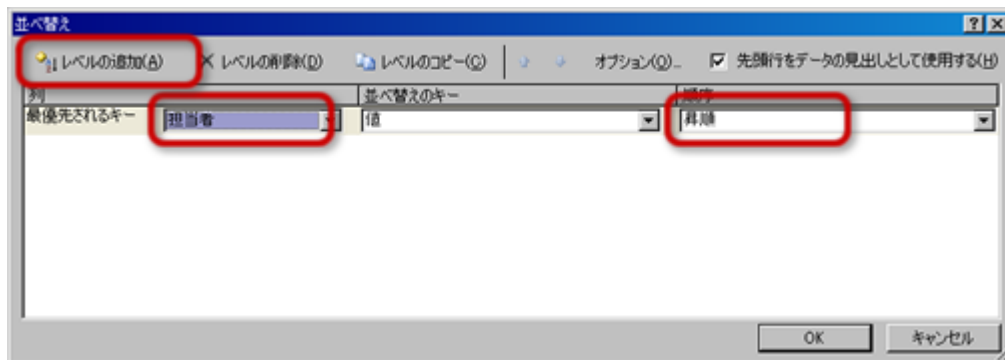 並べ替え
レベルの追加(A) レベルの削除(D) レベルのコピー(C) オプション(O)... 先頭行をデータの見出しとして使用する(H)
列 並べ替えのキー 順序
最優先されるキー 担当者 値 昇順
OK キャンセル